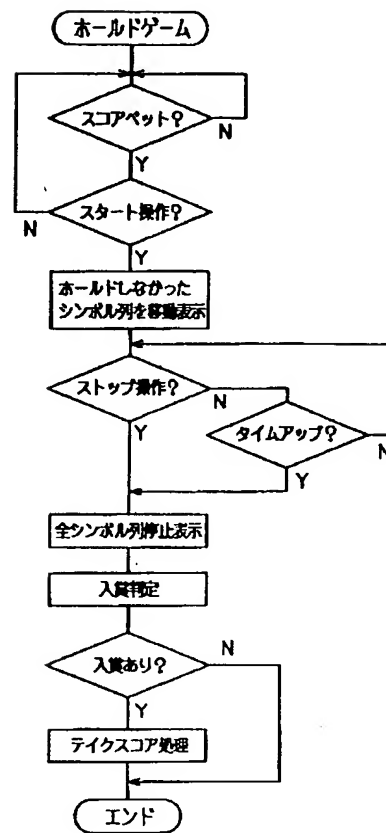 ホールドゲーム
スコアベット?
N
Y
スタート操作?
N
Y
ホールドしなかった
シンボル列を移動表示
ストップ操作?
N
Y
タイムアップ?
N
Y
全シンボル列停止表示
入賞判定
入賞あり?
N
Y
テイクスコア処理
エンド